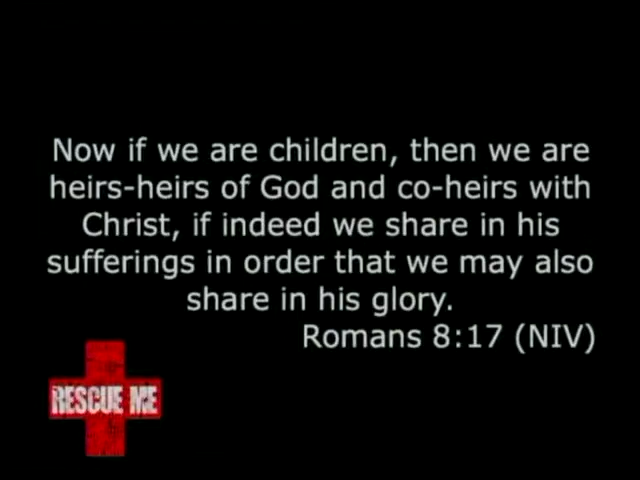 Now if we are children, then we are
heirs-heirs of God and co-heirs with
Christ, if indeed we share in his
sufferings in order that we may also
share in his glory.
Romans 8:17 (NIV)
RESCUE ME